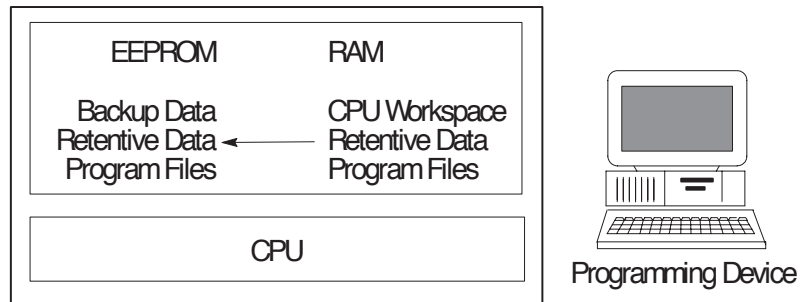 EEPROM RAM
Backup Data CPU Workspace
Retentive Data Retentive Data
Program Files Program Files
CPU
Programming Device